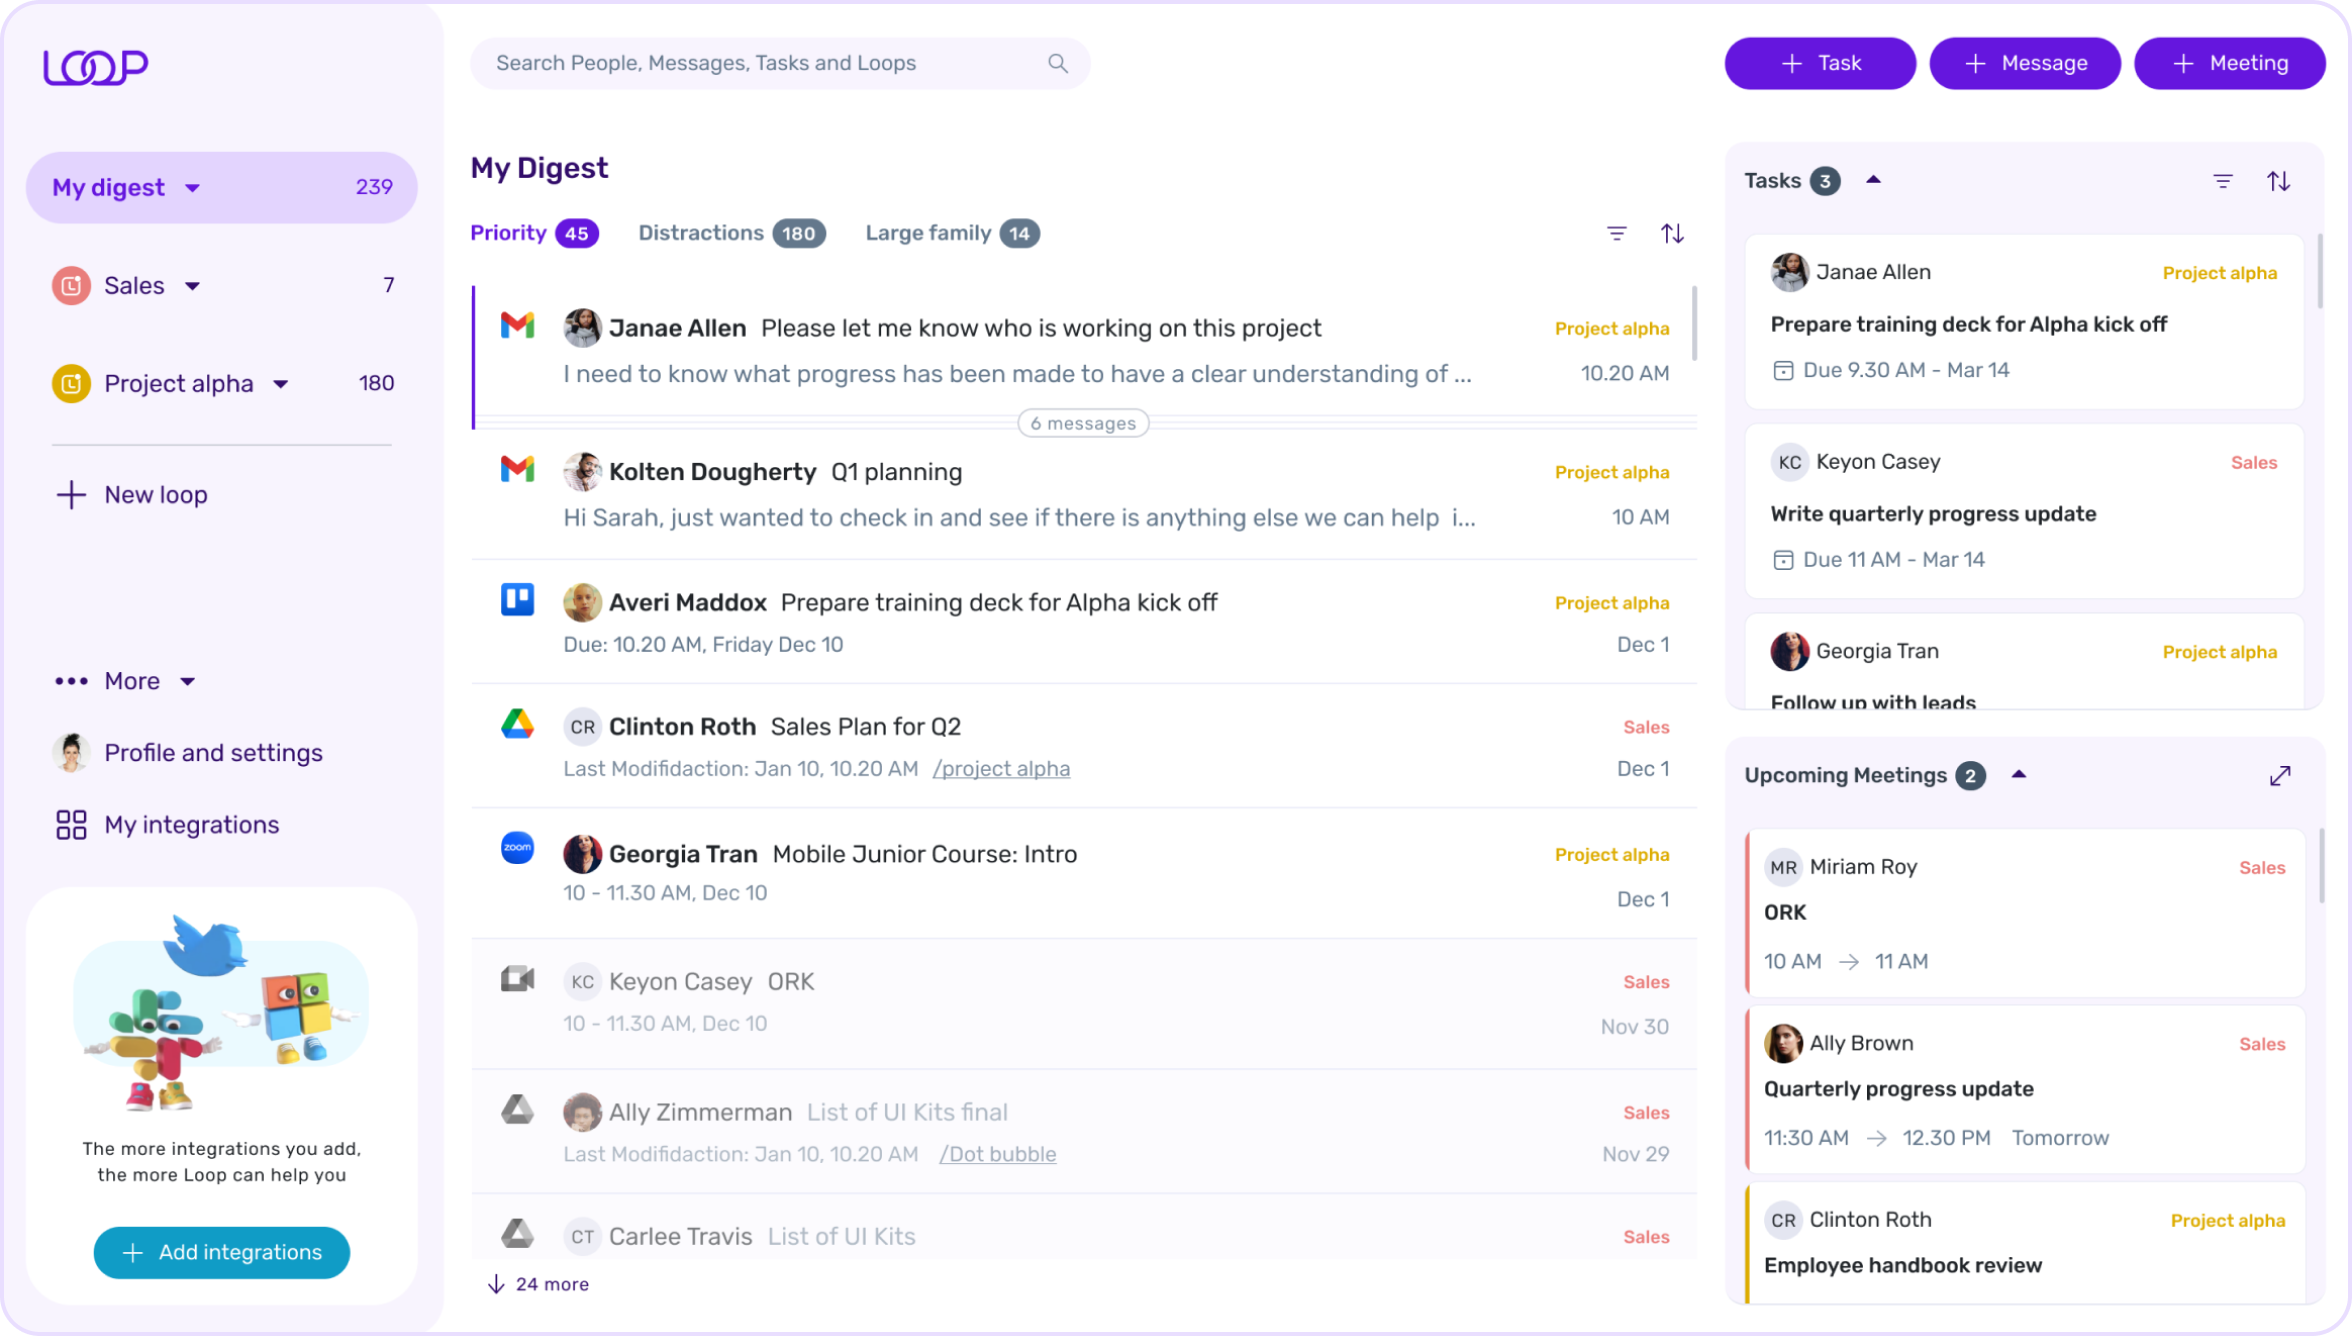 LOOP
My digest 239
Sales 7
Project alpha 180
New loop
More
Profile and settings
My integrations
The more integrations you add,
the more Loop can help you
Add integrations
Search People, Messages, Tasks and Loops
Task
Message
Meeting
My Digest
Priority 45 Distractions 180 Large family 14
Janae Allen Please let me know who is working on this project Project alpha
I need to know what progress has been made to have a clear understanding of ... 10.20 AM
6 messages
Kolten Dougherty Q1 planning Project alpha
Hi Sarah, just wanted to check in and see if there is anything else we can help i... 10 AM
Averi Maddox Prepare training deck for Alpha kick off Project alpha
Due: 10.20 AM, Friday Dec 10 Dec 1
CR Clinton Roth Sales Plan for Q2 Sales
Last Modifidaction: Jan 10, 10.20 AM /project alpha Dec 1
zoom Georgia Tran Mobile Junior Course: Intro Project alpha
10 - 11.30 AM, Dec 10 Dec 1
KC Keyon Casey ORK Sales
10 - 11.30 AM, Dec 10 Nov 30
Ally Zimmerman List of UI Kits final Sales
Last Modifidaction: Jan 10, 10.20 AM /Dot bubble Nov 29
CT Carlee Travis List of UI Kits Sales
24 more
Tasks 3
Janae Allen Project alpha
Prepare training deck for Alpha kick off
Due 9.30 AM - Mar 14
KC Keyon Casey Sales
Write quarterly progress update
Due 11 AM - Mar 14
Georgia Tran Project alpha
Follow up with leads
Upcoming Meetings 2
MR Miriam Roy Sales
ORK
10 AM → 11 AM
Ally Brown Sales
Quarterly progress update
11:30 AM → 12.30 PM Tomorrow
CR Clinton Roth Project alpha
Employee handbook review